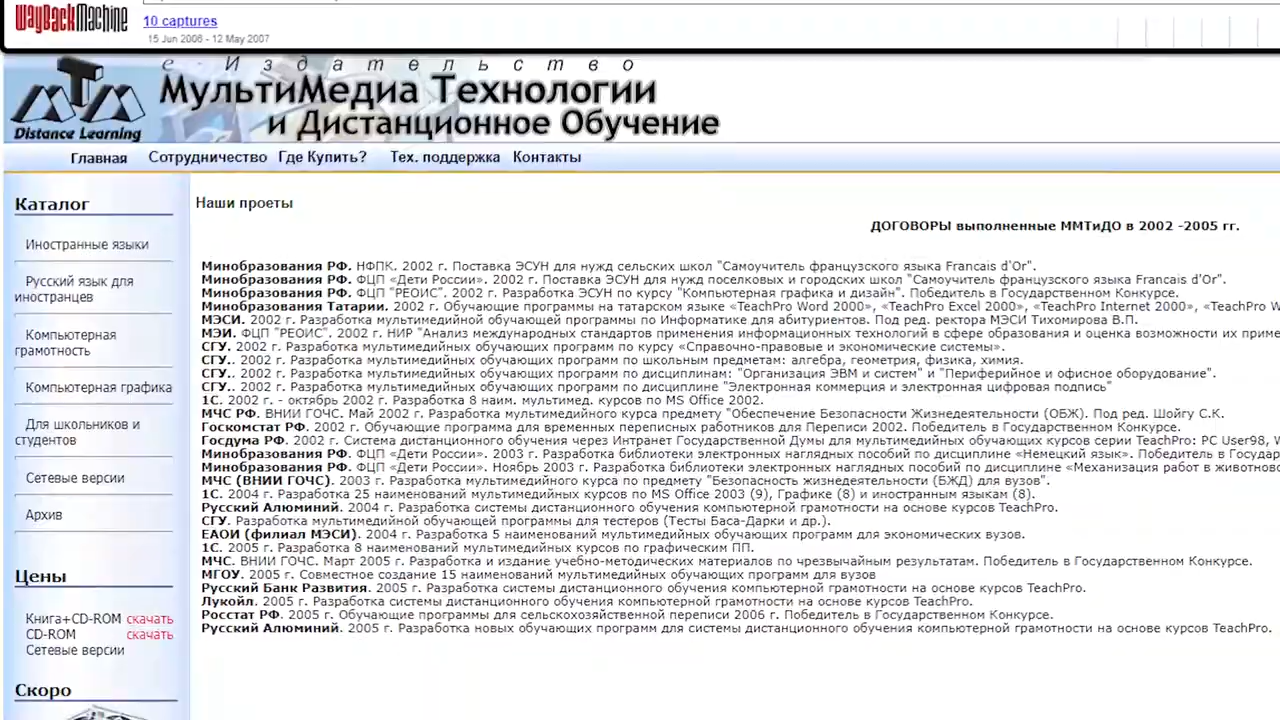 WayBackMachine
10 captures
15 Jun 2006 - 12 May 2007
е - Издательство
МультиМедиа Технологии
и Дистанционное Обучение
МТМ
Distance Learning
Главная Сотрудничество Где Купить? Тех. поддержка Контакты
Каталог
Иностранные языки
Русский язык для
иностранцев
Компьютерная
грамотность
Компьютерная графика
Для школьников и
студентов
Сетевые версии
Архив
Цены
Книга+CD-ROM скачать
CD-ROM скачать
Сетевые версии
Скоро
Наши проеты
ДОГОВОРЫ выполненные ММТиДО в 2002 -2005 гг.
Минобразования РФ. НФПК. 2002 г. Поставка ЭСУН для нужд сельских школ "Самоучитель французского языка Francais d'Or".
Минобразования РФ. ФЦП «Дети России». 2002 г. Поставка ЭСУН для нужд поселковых и городских школ "Самоучитель французского языка Francais d'Or".
Минобразования РФ. ФЦП "РЕОИС". 2002 г. Разработка ЭСУН по курсу "Компьютерная графика и дизайн". Победитель в Государственном Конкурсе.
Минобразования Татарии. 2002 г. Обучающие программы на татарском языке «TeachPro Word 2000», «TeachPro Excel 2000», «TeachPro Internet 2000», «TeachPro W
МЭСИ. 2002 г. Разработка мультимедийной обучающей программы по Информатике для абитуриентов. Под ред. ректора МЭСИ Тихомирова В.П.
МЭИ. ФЦП "РЕОИС". 2002 г. НИР "Анализ международных стандартов применения информационных технологий в сфере образования и оценка возможности их приме
СГУ. 2002 г. Разработка мультимедийных обучающих программ по курсу «Справочно-правовые и экономические системы».
СГУ.. 2002 г. Разработка мультимедийных обучающих программ по школьным предметам: алгебра, геометрия, физика, химия.
СГУ.. 2002 г. Разработка мультимедийных обучающих программ по дисциплинам: "Организация ЭВМ и систем" и "Периферийное и офисное оборудование".
СГУ.. 2002 г. Разработка мультимедийных обучающих программ по дисциплине "Электронная коммерция и электронная цифровая подпись"
1С. 2002 г. - октябрь 2002 г. Разработка 8 наим. мультимед. курсов по MS Office 2002.
МЧС РФ. ВНИИ ГОЧС. Май 2002 г. Разработка мультимедийного курса предмету "Обеспечение Безопасности Жизнедеятельности (ОБЖ). Под ред. Шойгу С.К.
Госкомстат РФ. 2002 г. Обучающие программа для временных переписных работников для Переписи 2002. Победитель в Государственном Конкурсе.
Госдума РФ. 2002 г. Система дистанционного обучения через Интранет Государственной Думы для мультимедийных обучающих курсов серии TeachPro: PC User98, W
Минобразования РФ. ФЦП «Дети России». 2003 г. Разработка библиотеки электронных наглядных пособий по дисциплине «Немецкий язык». Победитель в Госуда
Минобразования РФ. ФЦП «Дети России». Ноябрь 2003 г. Разработка библиотеки электронных наглядных пособий по дисциплине «Механизация работ в животново
МЧС (ВНИИ ГОЧС). 2003 г. Разработка мультимедийного курса по предмету "Безопасность жизнедеятельности (БЖД) для вузов".
1С. 2004 г. Разработка 25 наименований мультимедийных курсов по MS Office 2003 (9), Графике (8) и иностранным языкам (8).
Русский Алюминий. 2004 г. Разработка системы дистанционного обучения компьютерной грамотности на основе курсов TeachPro.
СГУ. Разработка мультимедийной обучающей программы для тестеров (Тесты Баса-Дарки и др.).
ЕАОИ (филиал МЭСИ). 2004 г. Разработка 5 наименований мультимедийных обучающих программ для экономических вузов.
1С. 2005 г. Разработка 8 наименований мультимедийных курсов по графическим ПП.
МЧС. ВНИИ ГОЧС. Март 2005 г. Разработка и издание учебно-методических материалов по чрезвычайным результатам. Победитель в Государственном Конкурсе.
МГОУ. 2005 г. Совместное создание 15 наименований мультимедийных обучающих программ для вузов
Русский Банк Развития. 2005 г. Разработка системы дистанционного обучения компьютерной грамотности на основе курсов TeachPro.
Лукойл. 2005 г. Разработка системы дистанционного обучения компьютерной грамотности на основе курсов TeachPro.
Росстат РФ. 2005 г. Обучающие программы для сельскохозяйственной переписи 2006 г. Победитель в Государственном Конкурсе.
Русский Алюминий. 2005 г. Разработка новых обучающих программ для системы дистанционного обучения компьютерной грамотности на основе курсов TeachPro.